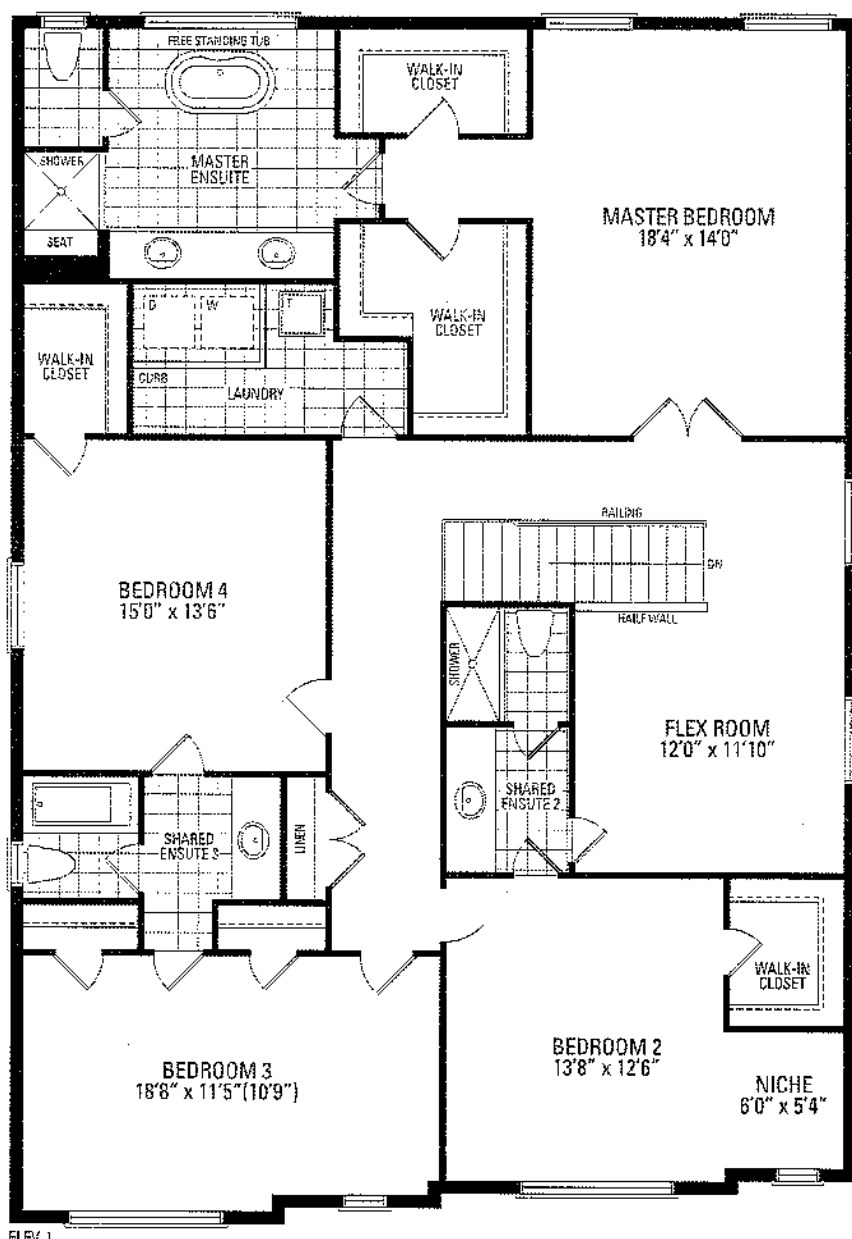 FREE STANDING TUB
WALK-IN
CLOSET
SHOWER
MASTER
ENSUITE
SEAT
MASTER BEDROOM
18'4" x 14'0"
WALK-IN
CLOSET
D
W
T
WALK-IN
CLOSET
CURB
LAUNDRY
RAILING
DN
HALF WALL
BEDROOM 4
15'0" x 13'6"
SHOWER
FLEX ROOM
12'0" x 11'10"
SHARED
ENSUITE 2
SHARED
ENSUITE 3
LINEN
WALK-IN
CLOSET
BEDROOM 3
18'8" x 11'5"(10'9")
BEDROOM 2
13'8" x 12'6"
NICHE
6'0" x 5'4"
ELEV. 1